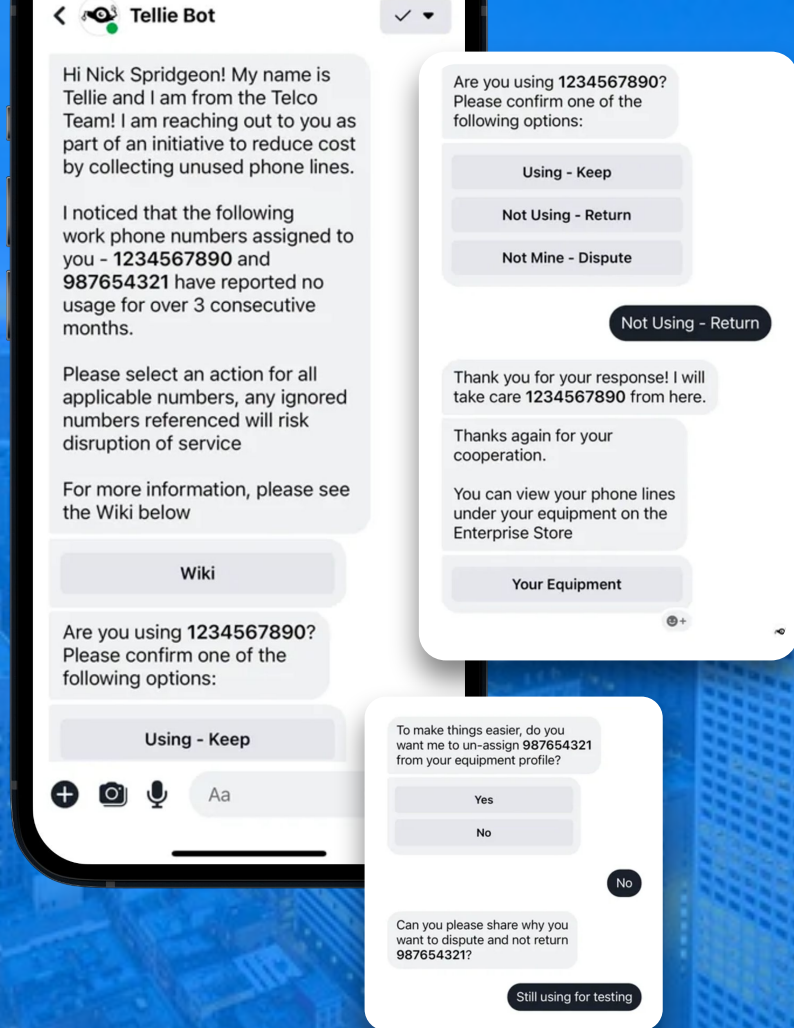 Tellie Bot
Hi Nick Spridgeon! My name is
Tellie and I am from the Telco
Team! I am reaching out to you as
part of an initiative to reduce cost
by collecting unused phone lines.
I noticed that the following
work phone numbers assigned to
you - 1234567890 and
987654321 have reported no
usage for over 3 consecutive
months.
Please select an action for all
applicable numbers, any ignored
numbers referenced will risk
disruption of service
For more information, please see
the Wiki below
Wiki
Are you using 1234567890?
Please confirm one of the
following options:
Using - Keep
Aa
Are you using 1234567890?
Please confirm one of the
following options:
Using - Keep
Not Using - Return
Not Mine - Dispute
Not Using - Return
Thank you for your response! I will
take care 1234567890 from here.
Thanks again for your
cooperation.
You can view your phone lines
under your equipment on the
Enterprise Store
Your Equipment
To make things easier, do you
want me to un-assign 987654321
from your equipment profile?
Yes
No
No
Can you please share why you
want to dispute and not return
987654321?
Still using for testing